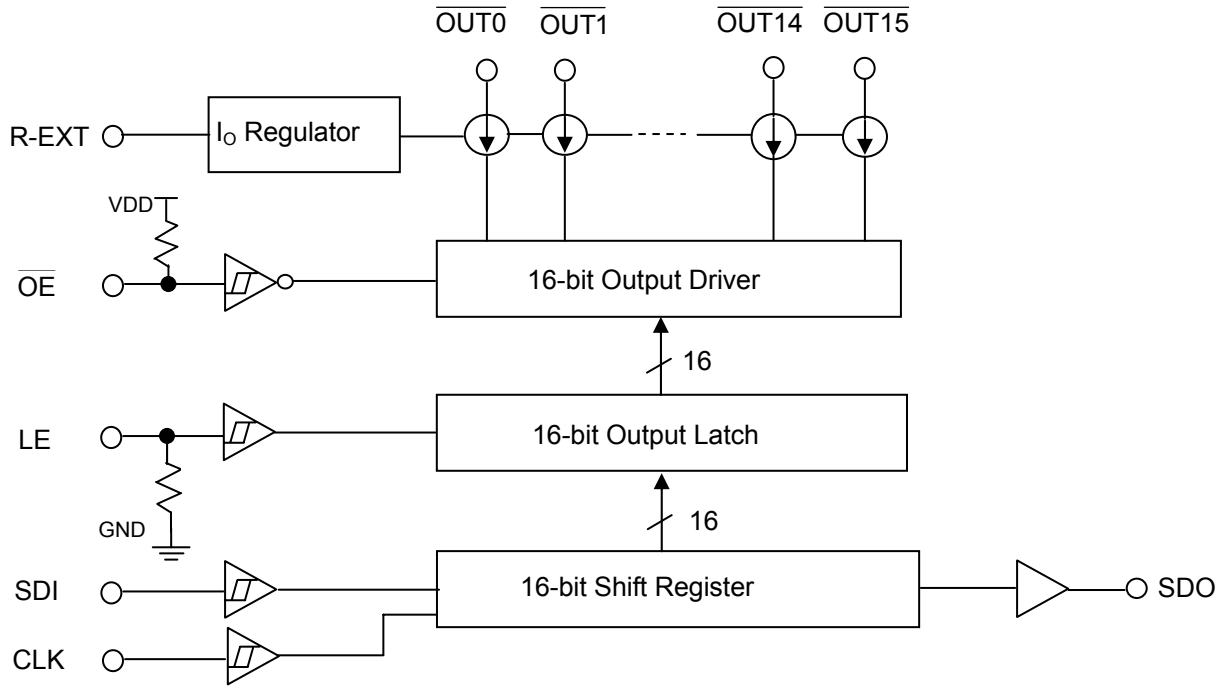 OUT0 OUT1 OUT14 OUT15
R-EXT
IO Regulator
VDD
OE
16-bit Output Driver
16
LE
16-bit Output Latch
GND
16
SDI
16-bit Shift Register
SDO
CLK